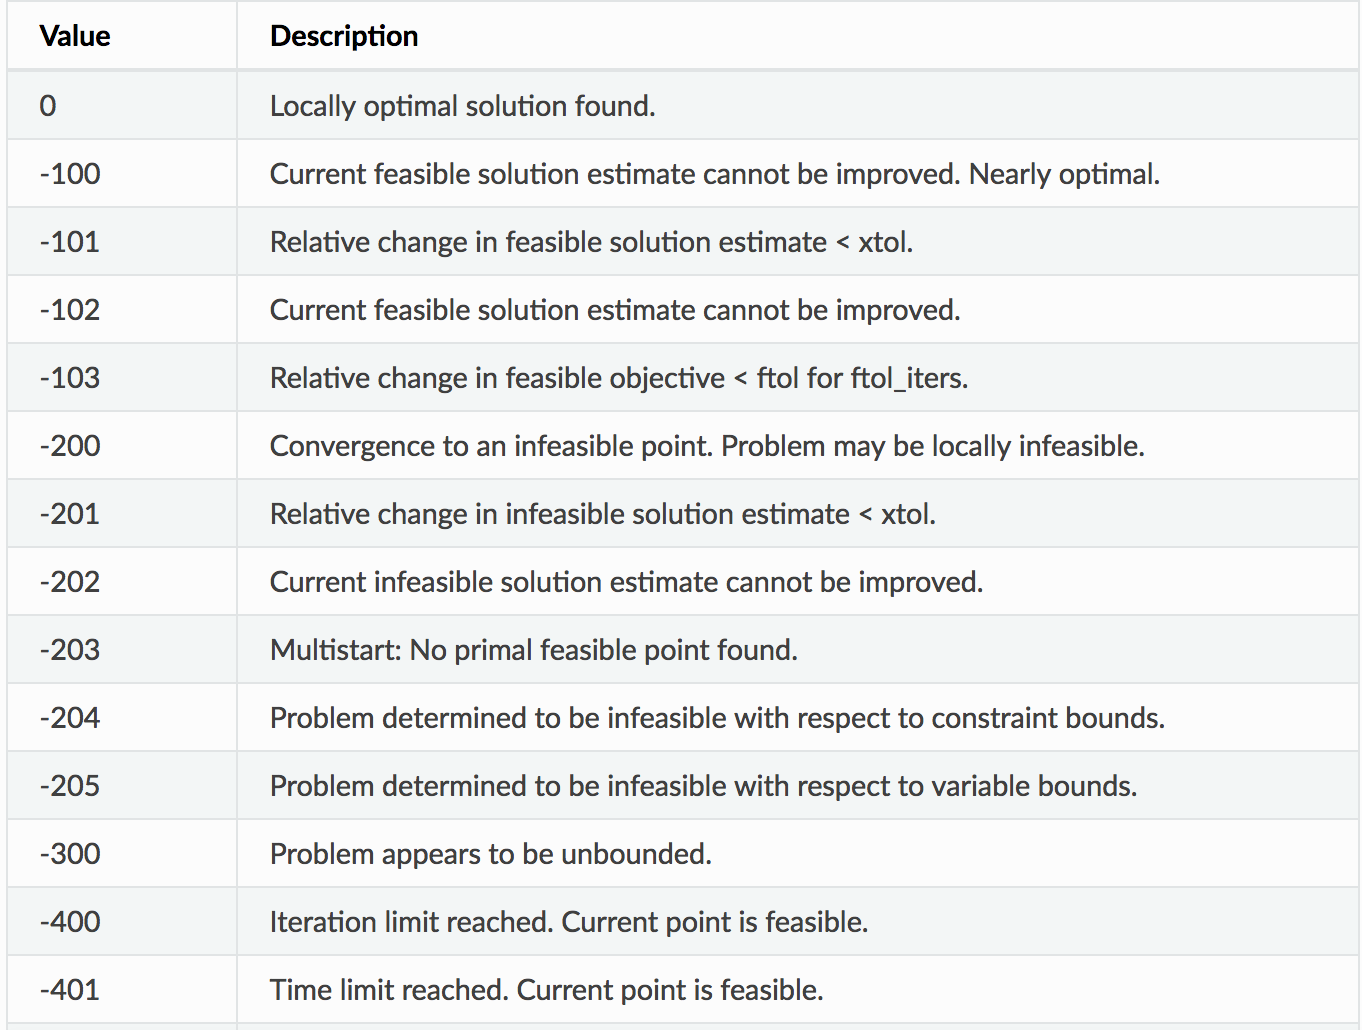 Value Description
0 Locally optimal solution found.
-100 Current feasible solution estimate cannot be improved. Nearly optimal.
-101 Relative change in feasible solution estimate < xtol.
-102 Current feasible solution estimate cannot be improved.
-103 Relative change in feasible objective < ftol for ftol_iters.
-200 Convergence to an infeasible point. Problem may be locally infeasible.
-201 Relative change in infeasible solution estimate < xtol.
-202 Current infeasible solution estimate cannot be improved.
-203 Multistart: No primal feasible point found.
-204 Problem determined to be infeasible with respect to constraint bounds.
-205 Problem determined to be infeasible with respect to variable bounds.
-300 Problem appears to be unbounded.
-400 Iteration limit reached. Current point is feasible.
-401 Time limit reached. Current point is feasible.